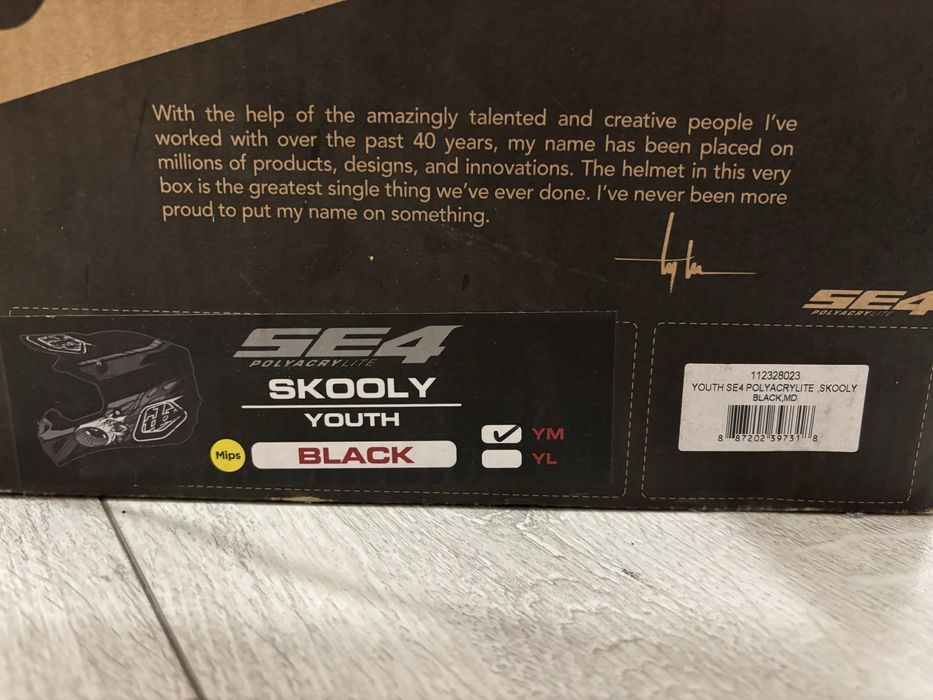 With the help of the amazingly talented and creative people I've
worked with over the past 40 years, my name has been placed on
millions of products, designs, and innovations. The helmet in this very
box is the greatest single thing we've ever done. I've never been more
proud to put my name on something.
SE4
POLYACRYLITE
SE4
POLYACRYLITE
SKOOLY
YOUTH
Mips
BLACK
YM
YL
112328023
YOUTH SE4 POLYACRYLITE ,SKOOLY
BLACK,MD
8 87202 39731 8